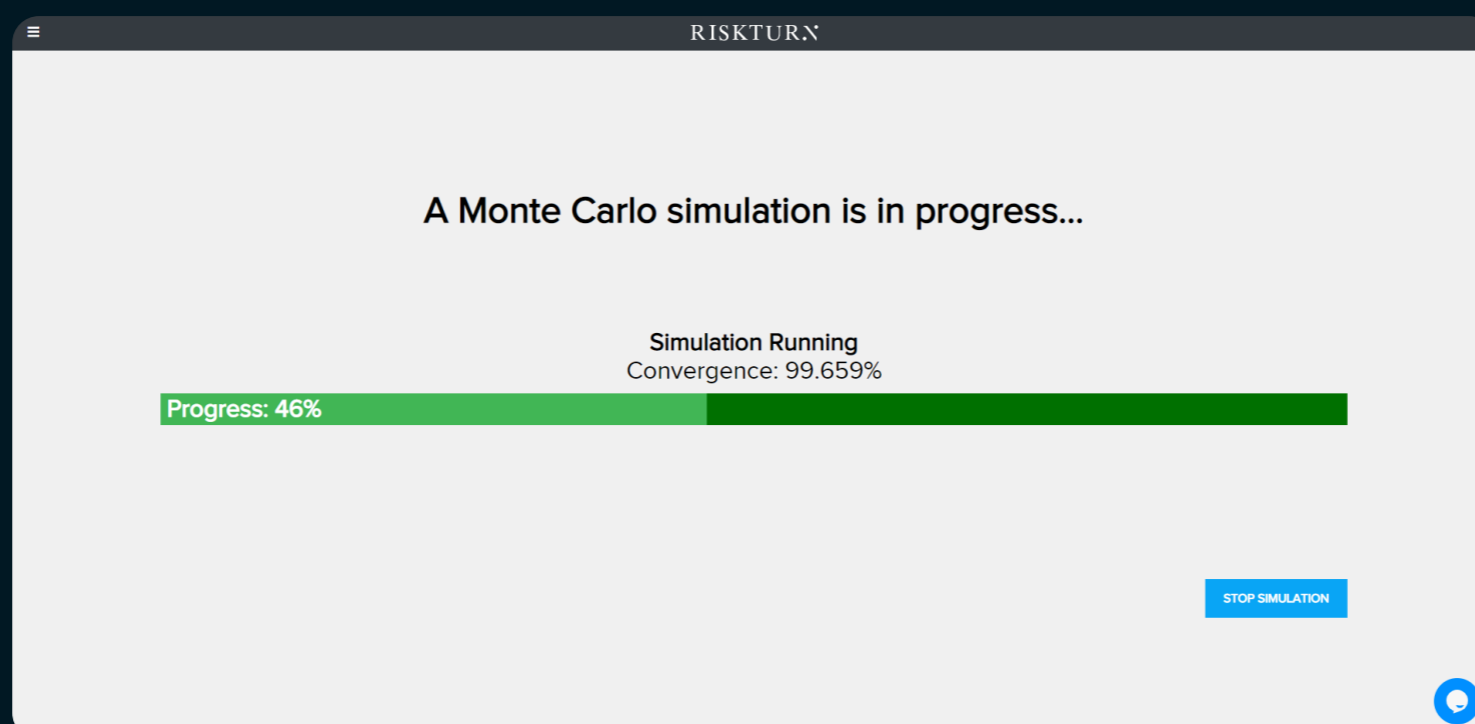 RISKTURN
A Monte Carlo simulation is in progress...
Simulation Running
Convergence: 99.659%
Progress: 46%
STOP SIMULATION